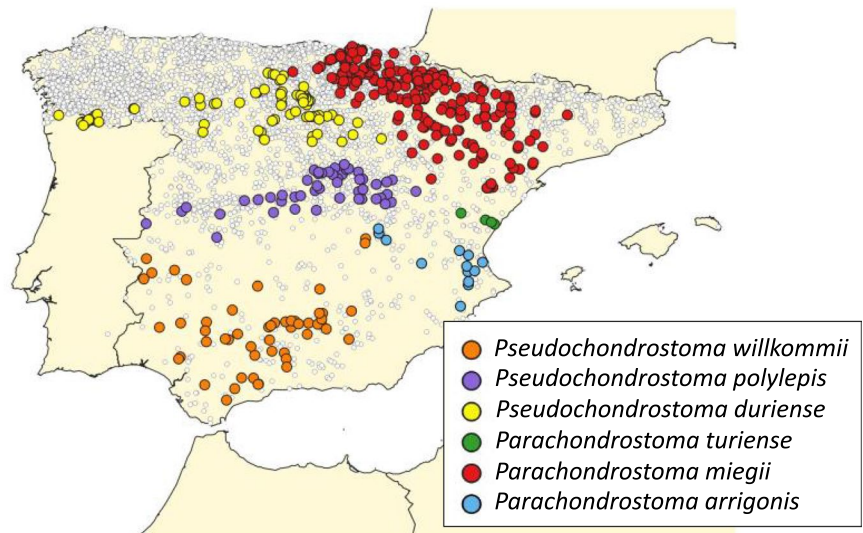 Pseudochondrostoma willkommii
Pseudochondrostoma polylepis
Pseudochondrostoma duriense
Parachondrostoma turiense
Parachondrostoma miegii
Parachondrostoma arrigonis